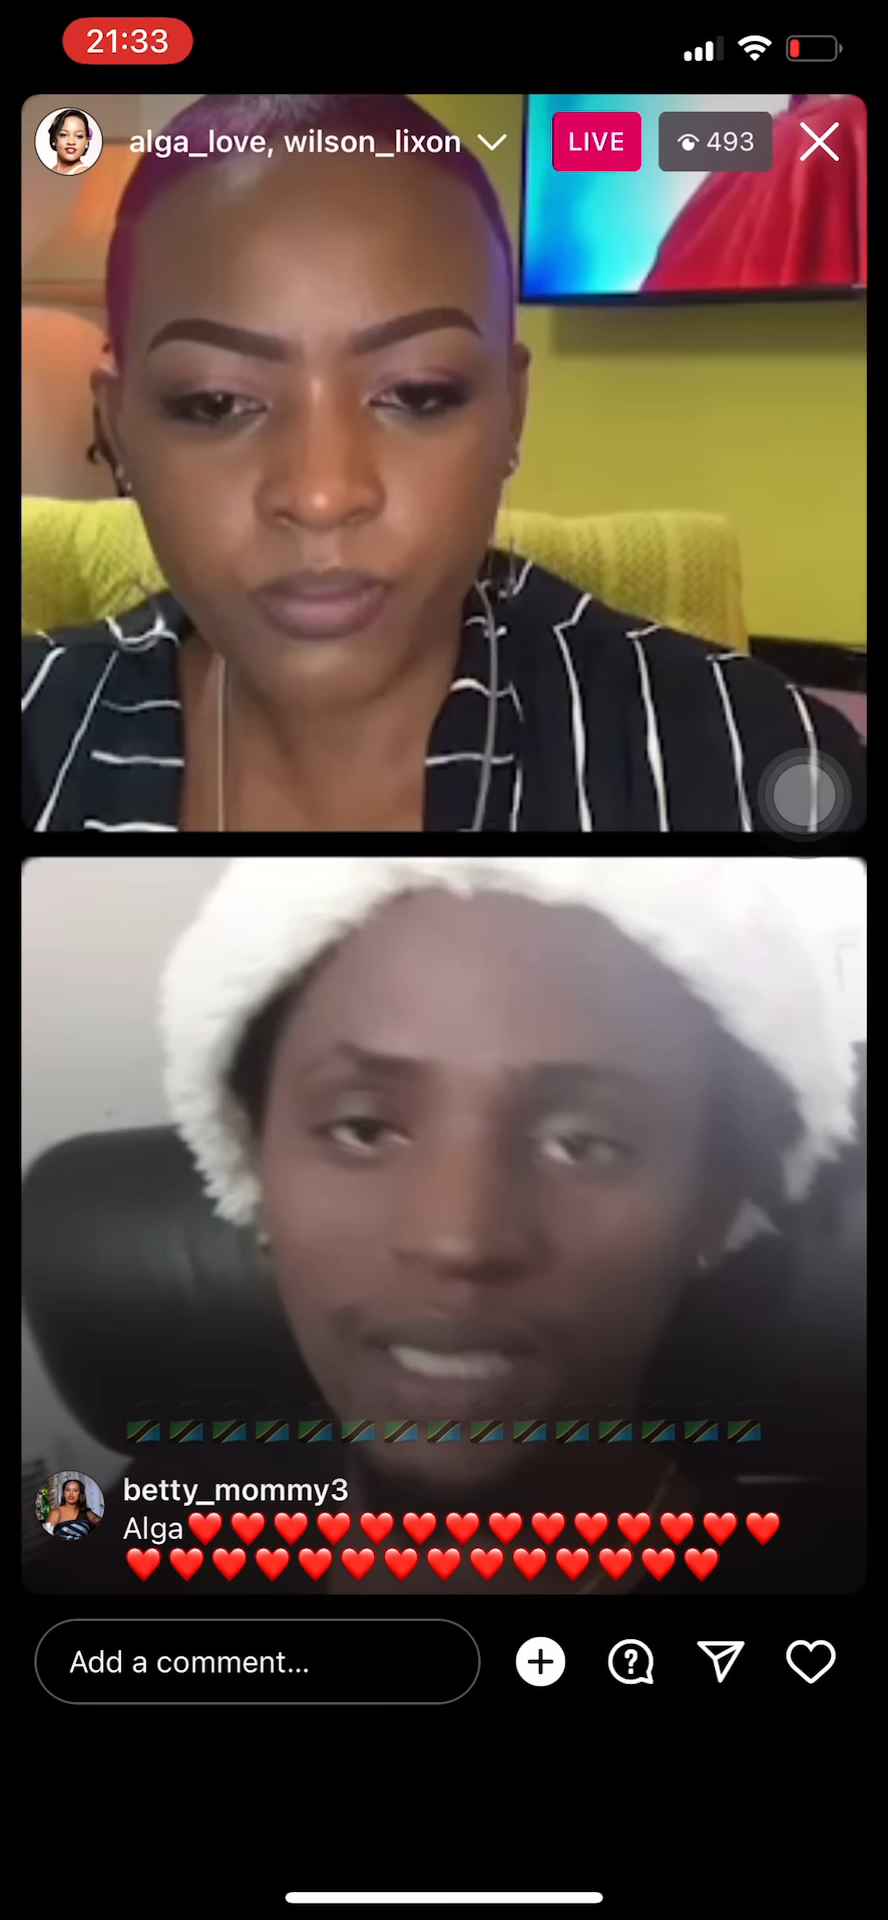 21:33
alga_love, wilson_lixon
LIVE
493
🇹🇿🇹🇿🇹🇿🇹🇿🇹🇿🇹🇿🇹🇿🇹🇿🇹🇿🇹🇿🇹🇿🇹🇿🇹🇿🇹🇿🇹🇿
betty_mommy3
Alga❤️❤️❤️❤️❤️❤️❤️❤️❤️❤️❤️❤️❤️❤️
❤️❤️❤️❤️❤️❤️❤️❤️❤️❤️❤️❤️❤️❤️
Add a comment...